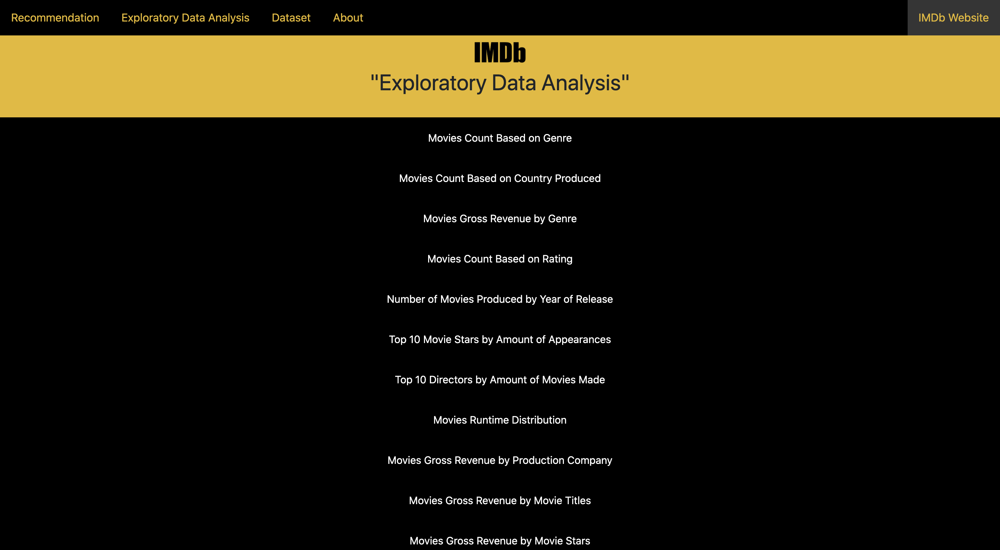 Recommendation Exploratory Data Analysis Dataset About IMDb Website
IMDb
"Exploratory Data Analysis"
Movies Count Based on Genre
Movies Count Based on Country Produced
Movies Gross Revenue by Genre
Movies Count Based on Rating
Number of Movies Produced by Year of Release
Top 10 Movie Stars by Amount of Appearances
Top 10 Directors by Amount of Movies Made
Movies Runtime Distribution
Movies Gross Revenue by Production Company
Movies Gross Revenue by Movie Titles
Movies Gross Revenue by Movie Stars